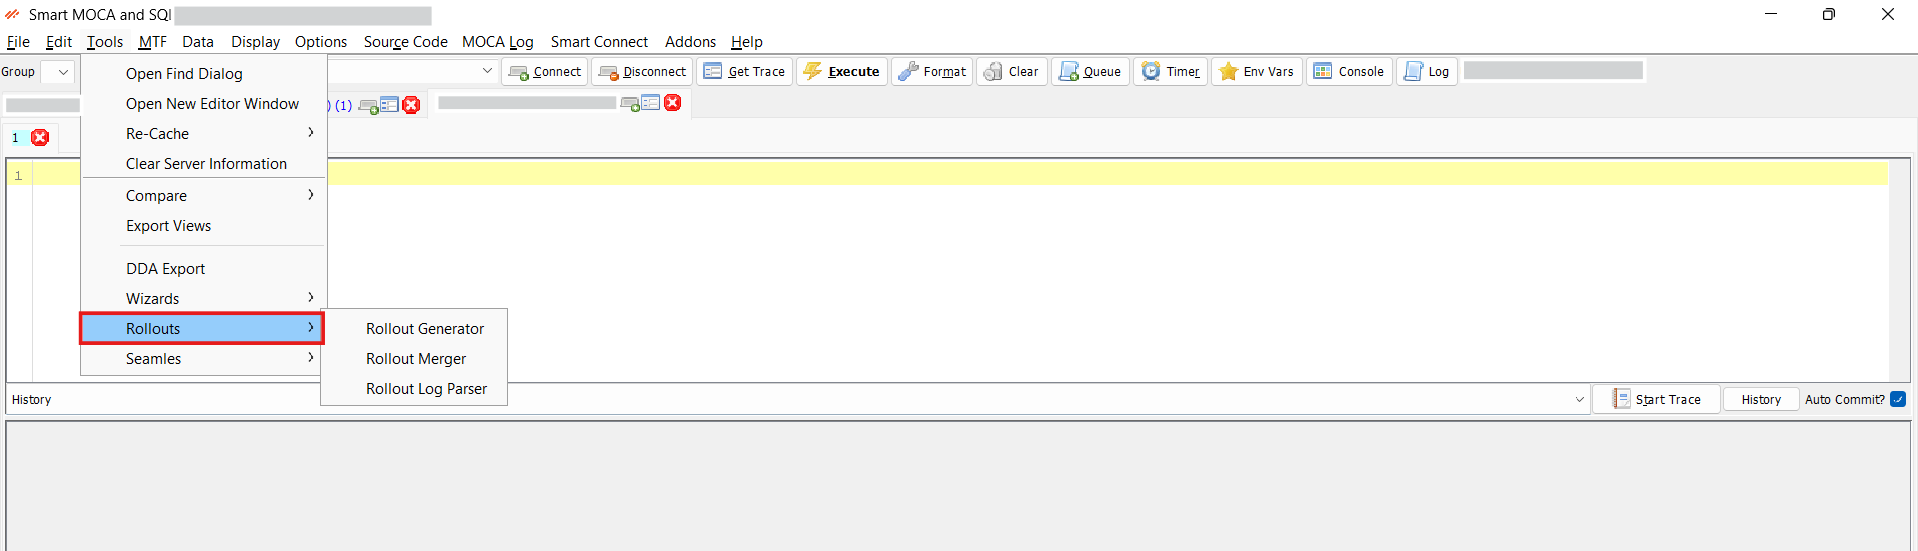 Smart MOCA and SQl
File Edit Tools MTF Data Display Options Source Code MOCA Log Smart Connect Addons Help
Group Connect Disconnect Get Trace Execute Format Clear Queue Timer Env Vars Console Log
) (1)
1
1
Open Find Dialog
Open New Editor Window
Re-Cache
Clear Server Information
Compare
Export Views
DDA Export
Wizards
Rollouts
Seamles
Rollout Generator
Rollout Merger
Rollout Log Parser
History Start Trace History Auto Commit?